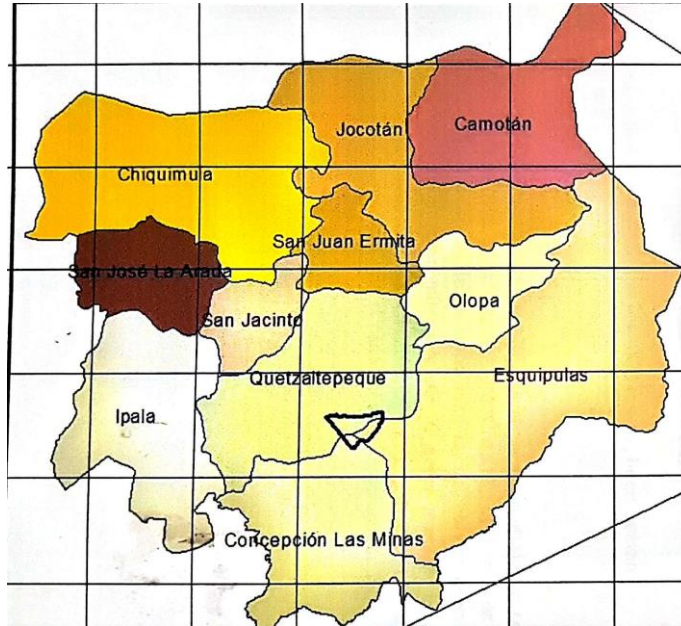 Jocotán
Camotán
Chiquimula
San Juan Ermita
San José La Arada
Olopa
San Jacinto
Quetzaltepeque
Esquipulas
Ipala
Concepción Las Minas